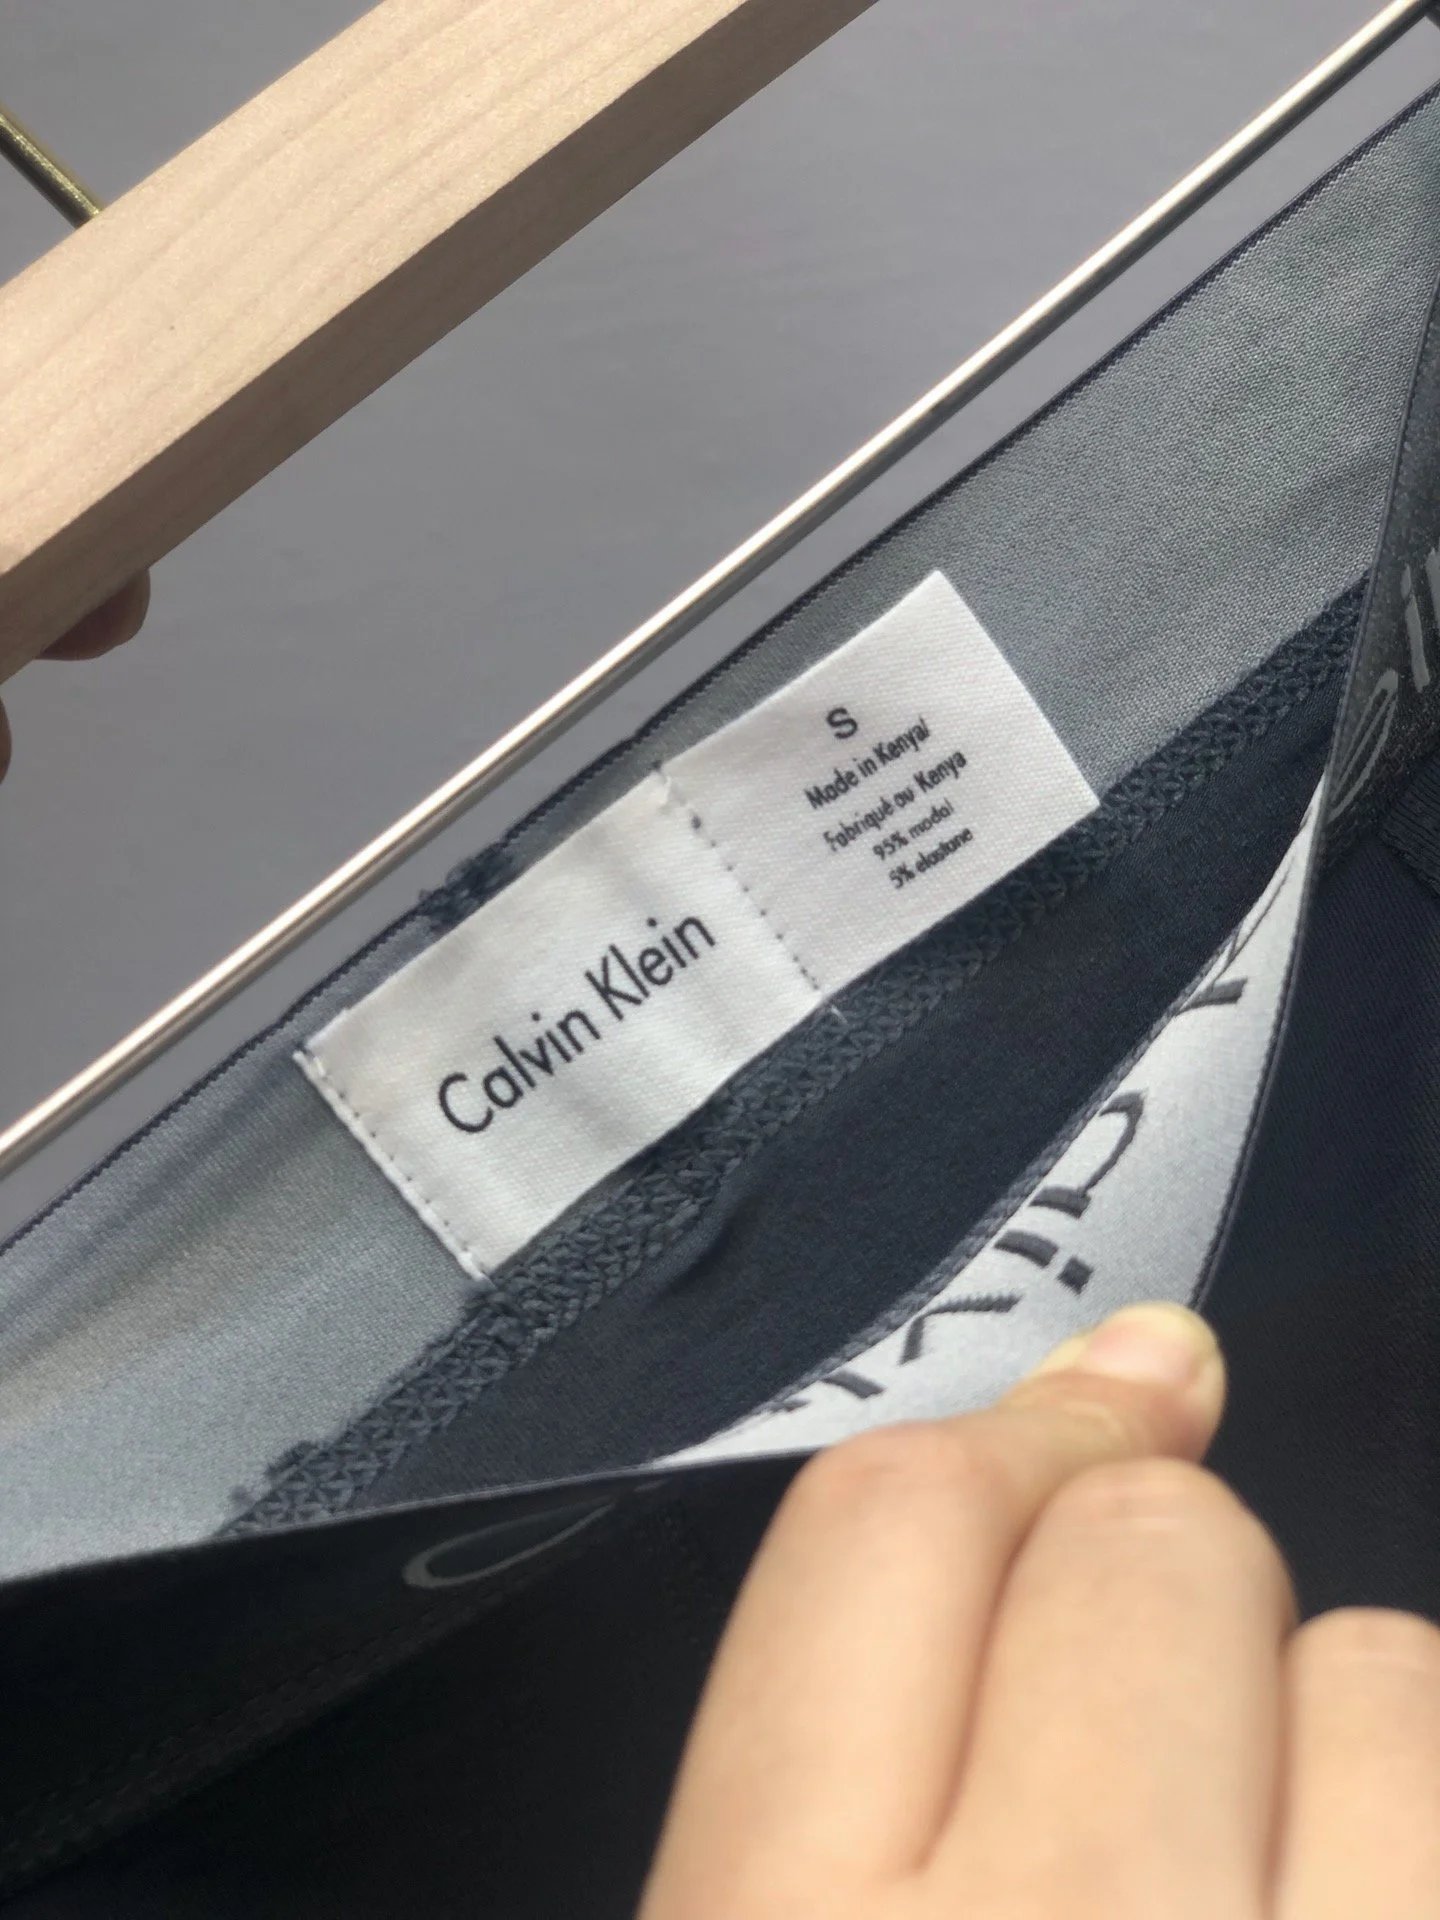 S
Made in Kenya/
Fabriqué au Kenya
95% modal
5% elastane
Calvin Klein